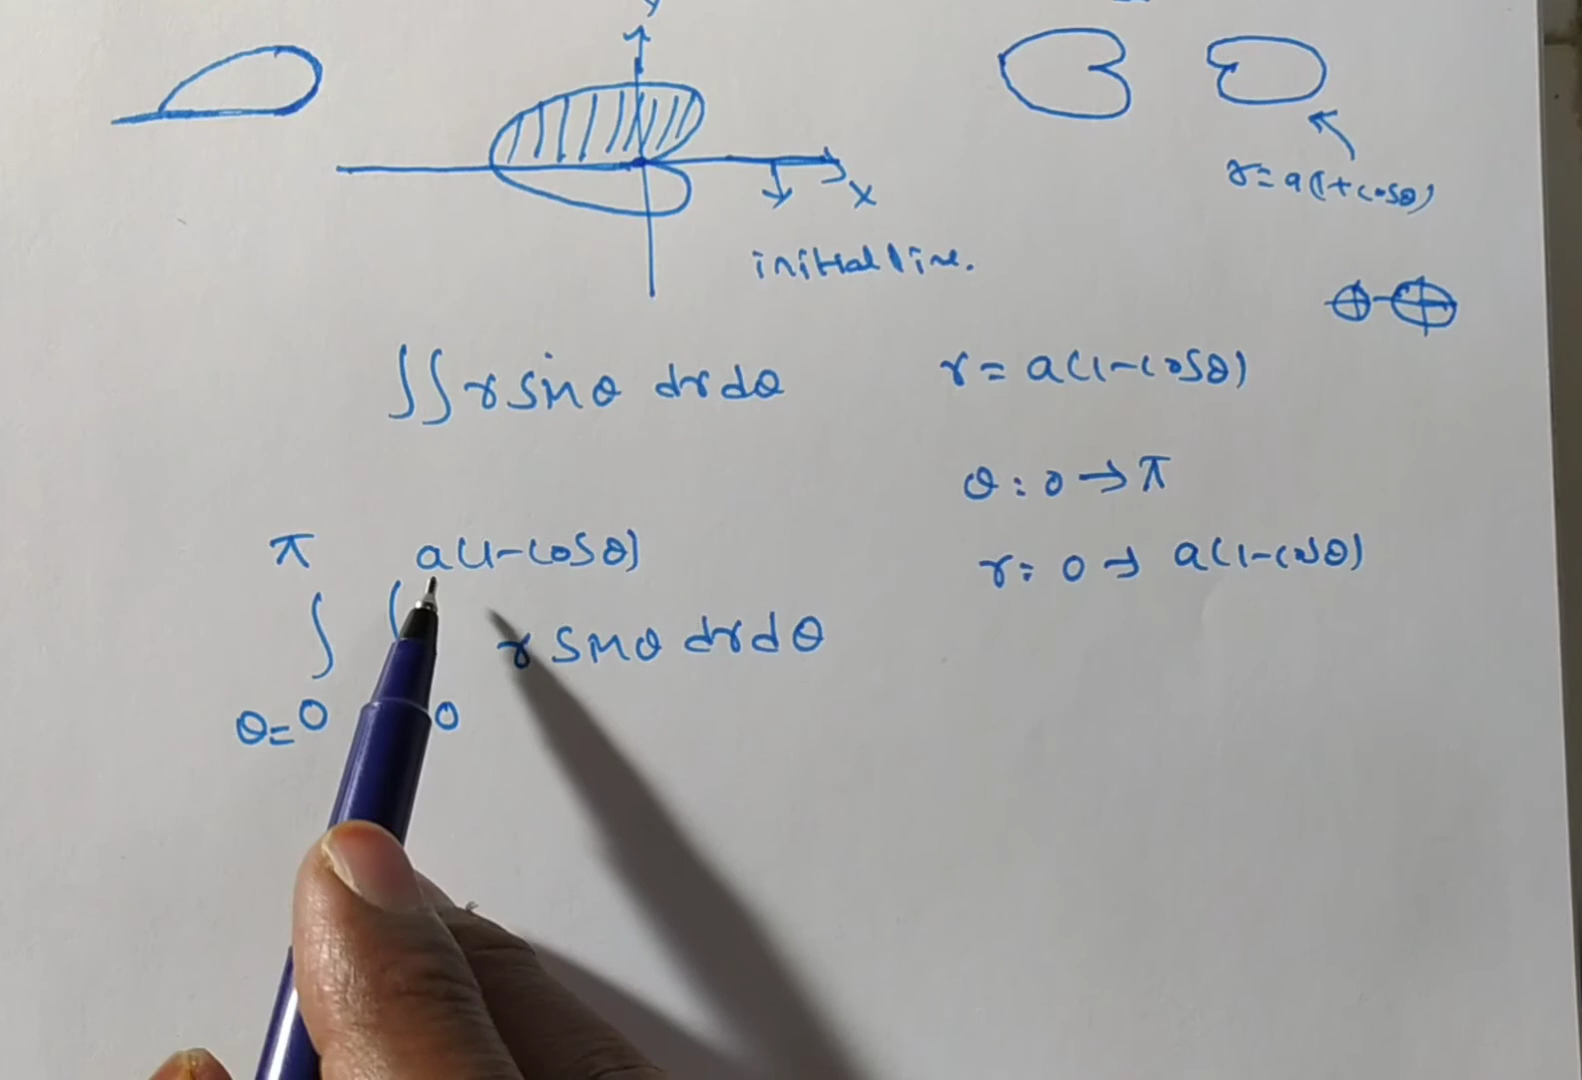 y
r = a(1+cosθ)
X
initial line.
∫∫ r sinθ dr dθ
r = a(1-cosθ)
θ : 0 → π
π a(1-cosθ)
r : 0 → a(1-cosθ)
∫ ∫ r sinθ dr dθ
θ=0 0